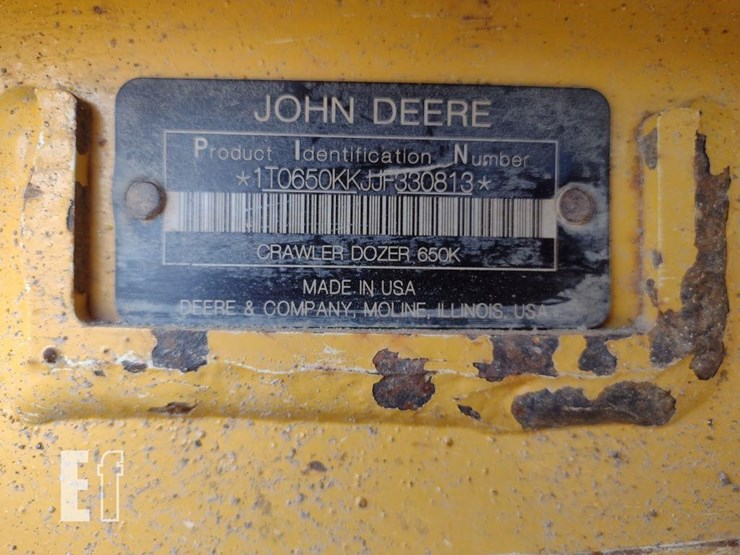 JOHN DEERE
Product Identification Number
*1T0650KKJJF330813*
CRAWLER DOZER 650K
MADE IN USA
DEERE & COMPANY, MOLINE, ILLINOIS, USA
Ef